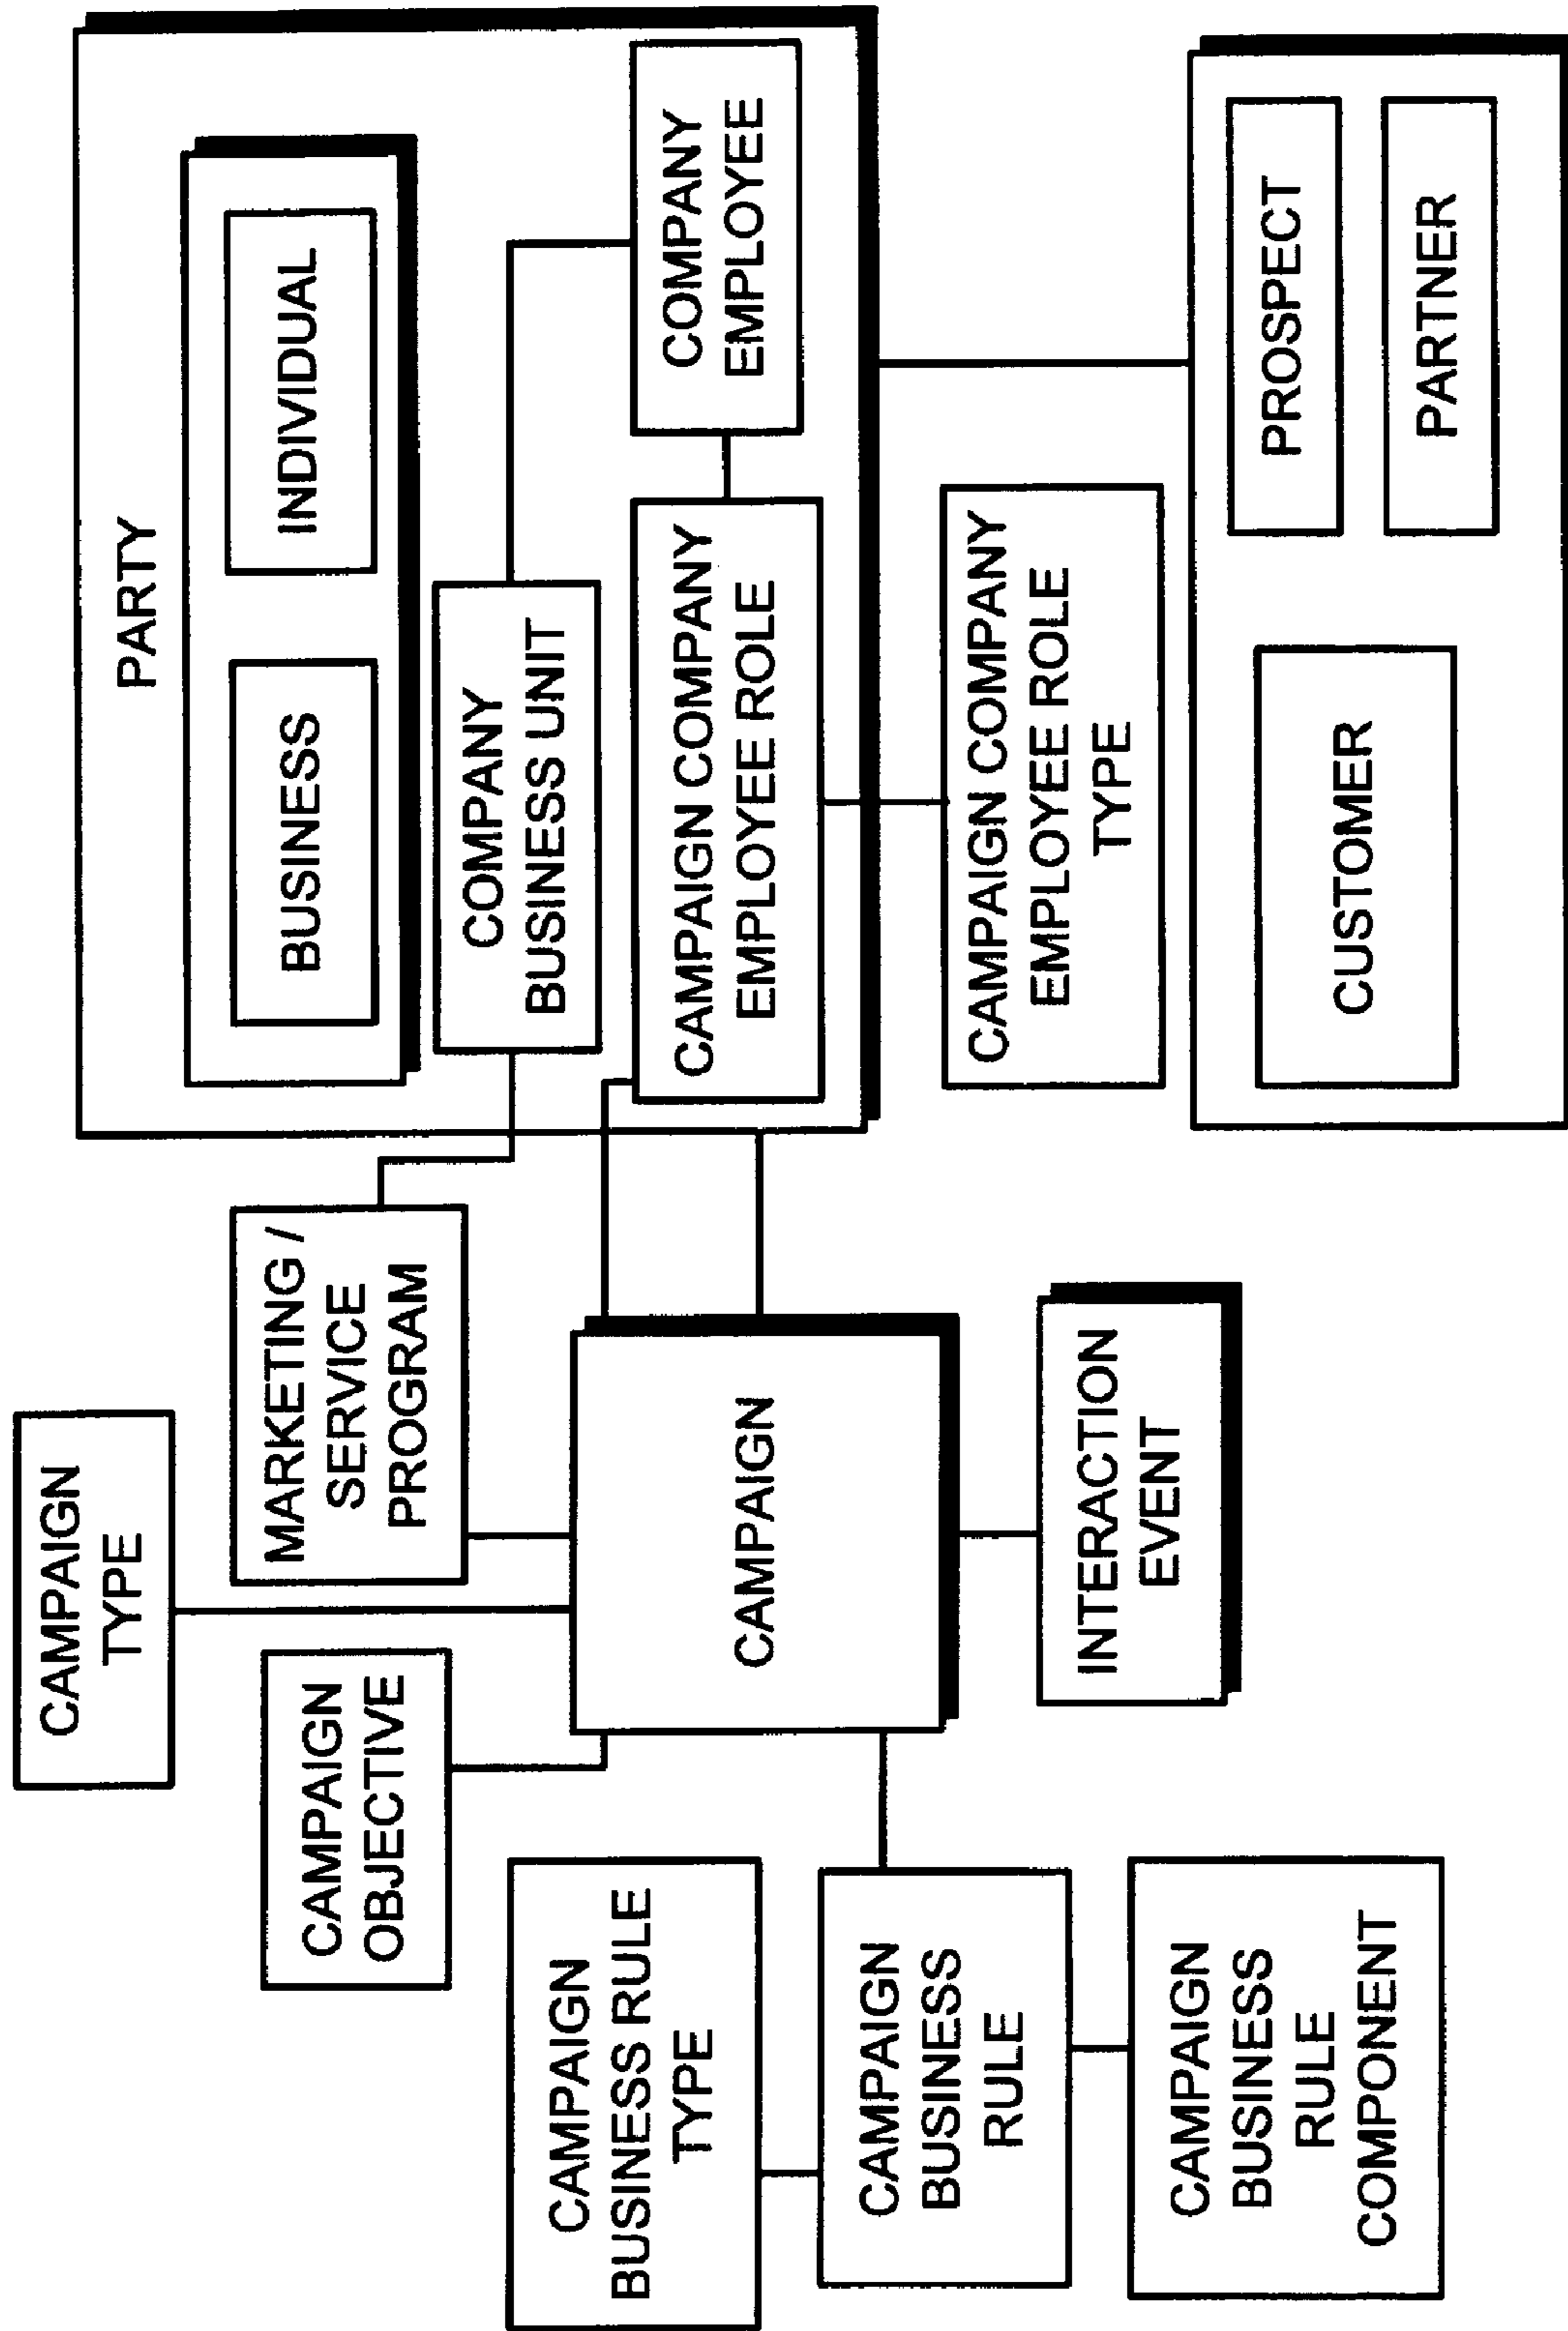 CAMPAIGN
TYPE
CAMPAIGN
OBJECTIVE
MARKETING /
SERVICE
PROGRAM
CAMPAIGN
BUSINESS RULE
TYPE
CAMPAIGN
CAMPAIGN
BUSINESS
RULE
INTERACTION
EVENT
CAMPAIGN
BUSINESS
RULE
COMPONENT
PARTY
BUSINESS
INDIVIDUAL
COMPANY
BUSINESS UNIT
CAMPAIGN COMPANY
EMPLOYEE ROLE
COMPANY
EMPLOYEE
CAMPAIGN COMPANY
EMPLOYEE ROLE
TYPE
CUSTOMER
PROSPECT
PARTNER